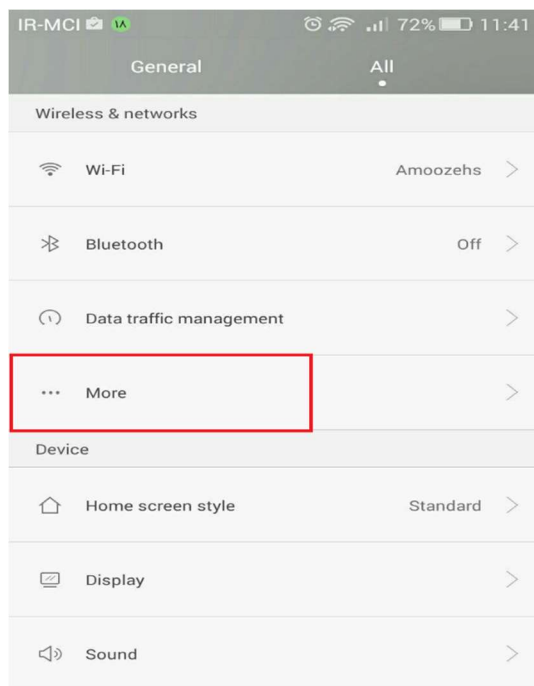 IR-MCI ۱۸ 72% 11:41
General All
Wireless & networks
Wi-Fi Amoozehs
Bluetooth Off
Data traffic management
More
Device
Home screen style Standard
Display
Sound